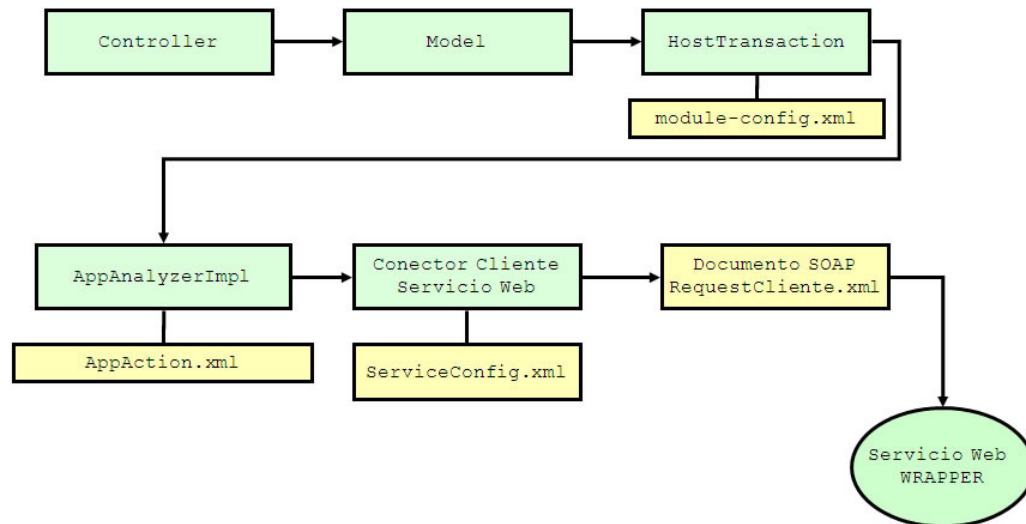 Controller
Model
HostTransaction
module-config.xml
AppAnalyzerImpl
Conector Cliente
Servicio Web
Documento SOAP
RequestCliente.xml
AppAction.xml
ServiceConfig.xml
Servicio Web
WRAPPER